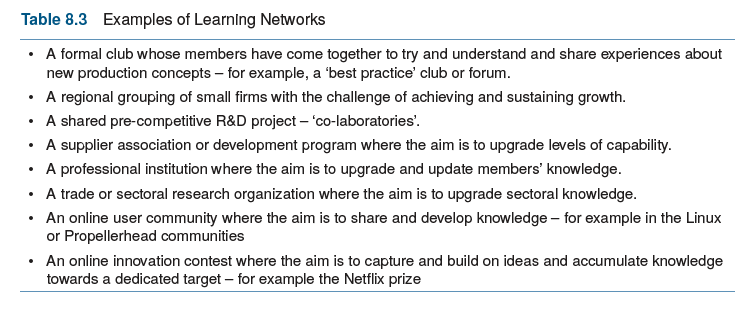 Table 8.3 Examples of Learning Networks
• A formal club whose members have come together to try and understand and share experiences about
new production concepts – for example, a ‘best practice’ club or forum.
• A regional grouping of small firms with the challenge of achieving and sustaining growth.
• A shared pre-competitive R&D project – ‘co-laboratories’.
• A supplier association or development program where the aim is to upgrade levels of capability.
• A professional institution where the aim is to upgrade and update members’ knowledge.
• A trade or sectoral research organization where the aim is to upgrade sectoral knowledge.
• An online user community where the aim is to share and develop knowledge – for example in the Linux
or Propellerhead communities
• An online innovation contest where the aim is to capture and build on ideas and accumulate knowledge
towards a dedicated target – for example the Netflix prize